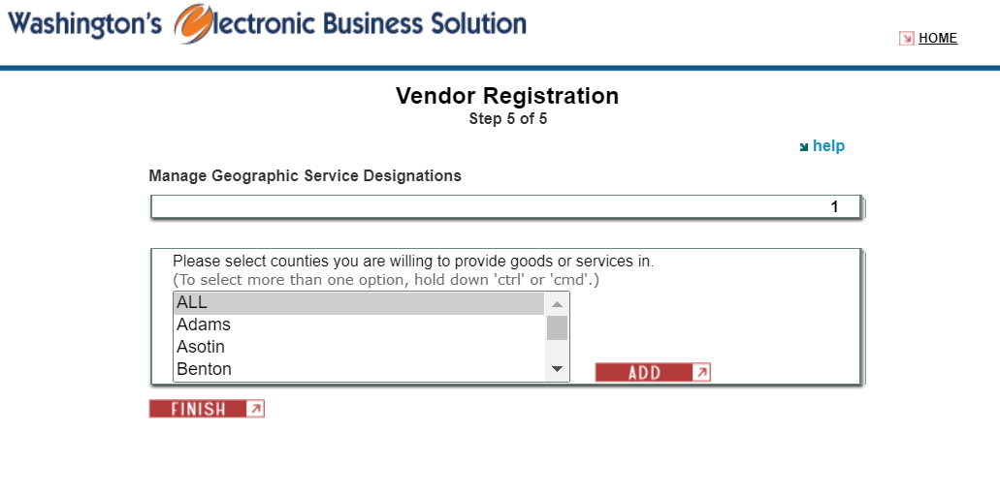 Washington's Electronic Business Solution
HOME
Vendor Registration
Step 5 of 5
help
Manage Geographic Service Designations
1
Please select counties you are willing to provide goods or services in.
(To select more than one option, hold down 'ctrl' or 'cmd'.)
ALL
Adams
Asotin
Benton
ADD
FINISH